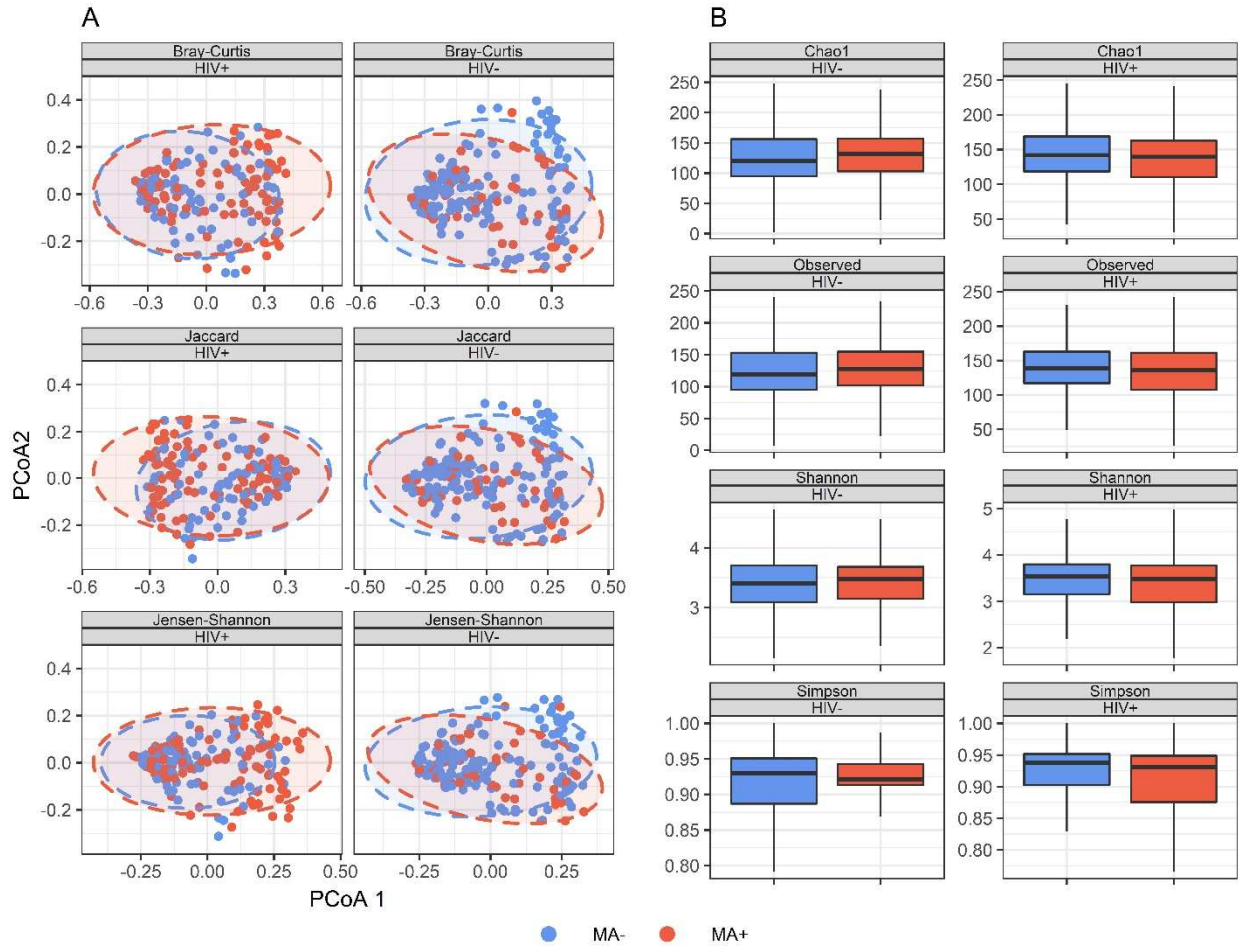 A
B
Bray-Curtis
HIV+
Bray-Curtis
HIV-
0.4
0.2
0.0
-0.2
-0.6 -0.3 0.0 0.3 0.6
-0.6 -0.3 0.0 0.3
Jaccard
HIV+
Jaccard
HIV-
0.4
0.2
0.0
-0.2
-0.6 -0.3 0.0 0.3
-0.50 -0.25 0.00 0.25 0.50
Jensen-Shannon
HIV+
Jensen-Shannon
HIV-
0.4
0.2
0.0
-0.2
-0.25 0.00 0.25 0.50
-0.25 0.00 0.25
PCoA2
PCoA 1
Chao1
HIV-
250
200
150
100
50
0
Chao1
HIV+
250
200
150
100
50
Observed
HIV-
250
200
150
100
50
0
Observed
HIV+
250
200
150
100
50
Shannon
HIV-
4
3
Shannon
HIV+
5
4
3
2
Simpson
HIV-
1.00
0.95
0.90
0.85
0.80
Simpson
HIV+
1.00
0.95
0.90
0.85
0.80
MA- MA+